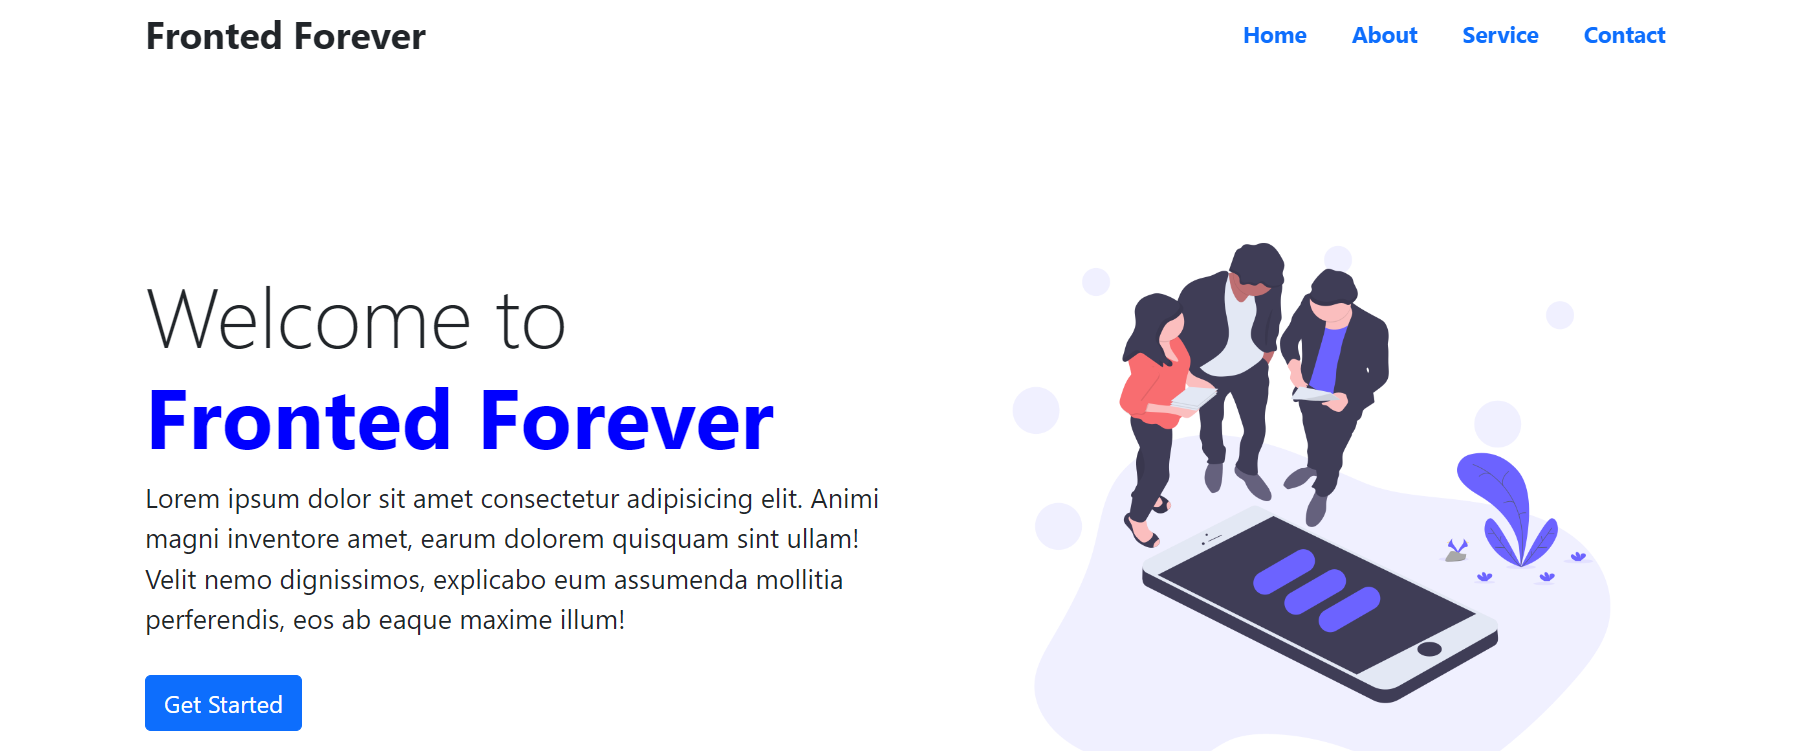 Fronted Forever
Home About Service Contact
Welcome to
Fronted Forever
Lorem ipsum dolor sit amet consectetur adipisicing elit. Animi
magni inventore amet, earum dolorem quisquam sint ullam!
Velit nemo dignissimos, explicabo eum assumenda mollitia
perferendis, eos ab eaque maxime illum!
Get Started